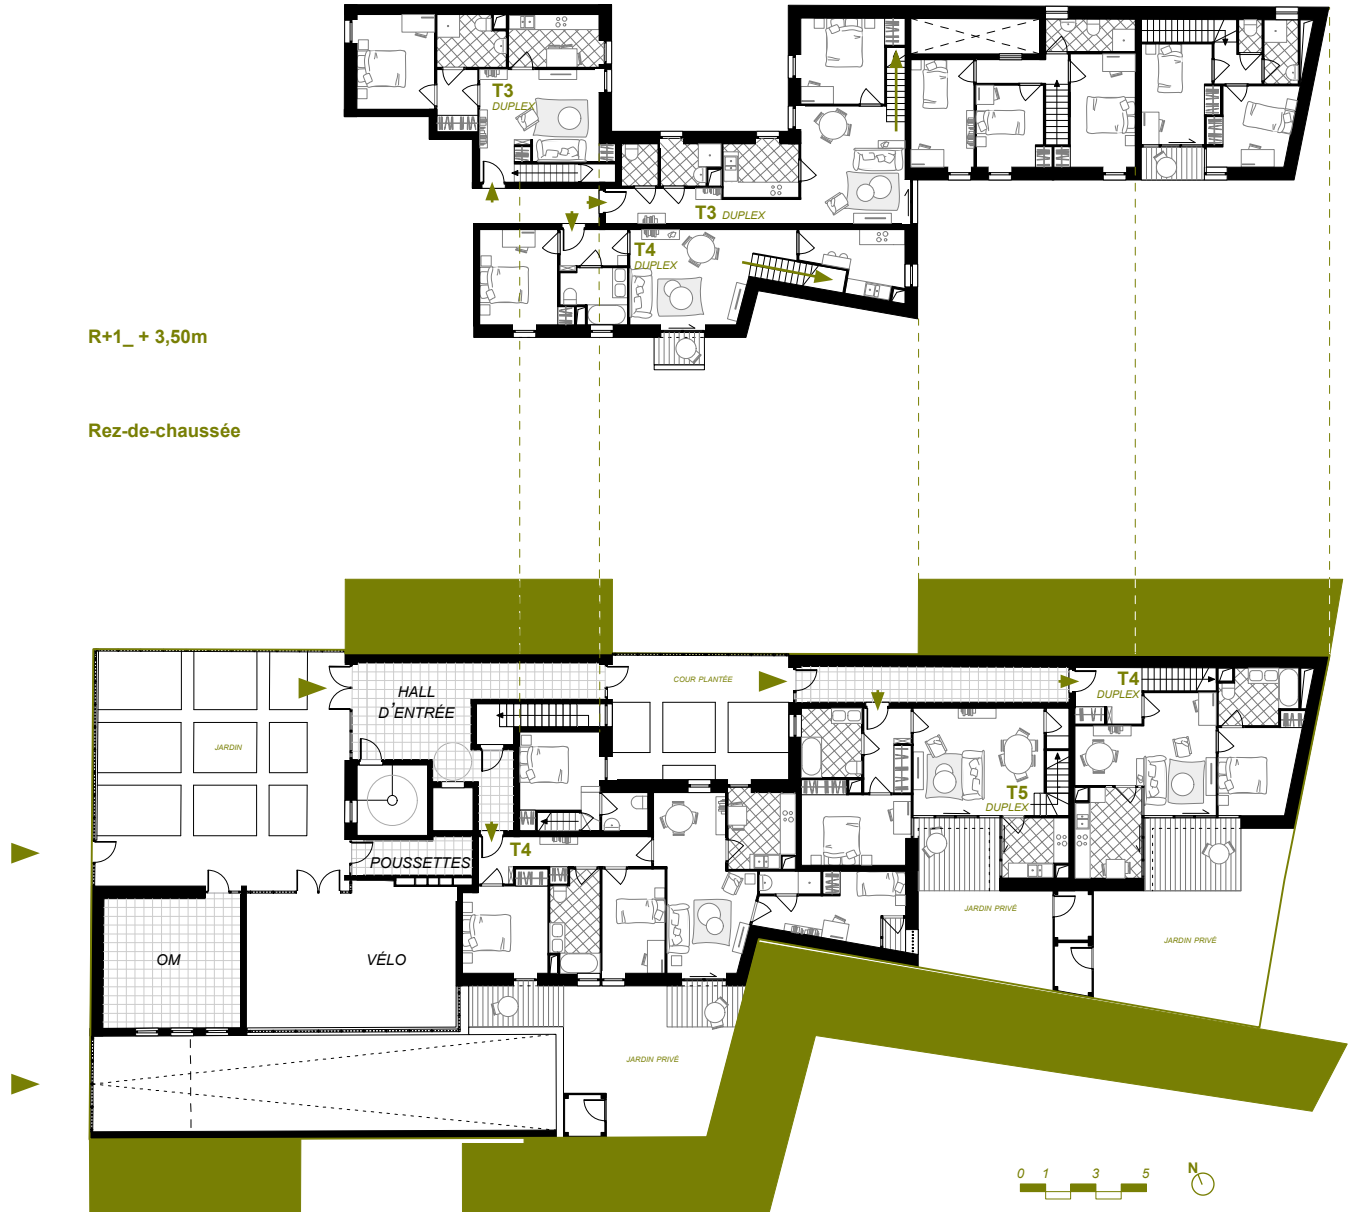 T3
DUPLEX
T3 DUPLEX
T4
DUPLEX
R+1_ + 3,50m
Rez-de-chaussée
HALL
D'ENTRÉE
COUR PLANTÉE
T4
DUPLEX
JARDIN
T5
DUPLEX
T4
POUSSETTES
JARDIN PRIVÉ
JARDIN PRIVÉ
OM
VÉLO
JARDIN PRIVÉ
0 1 3 5
N